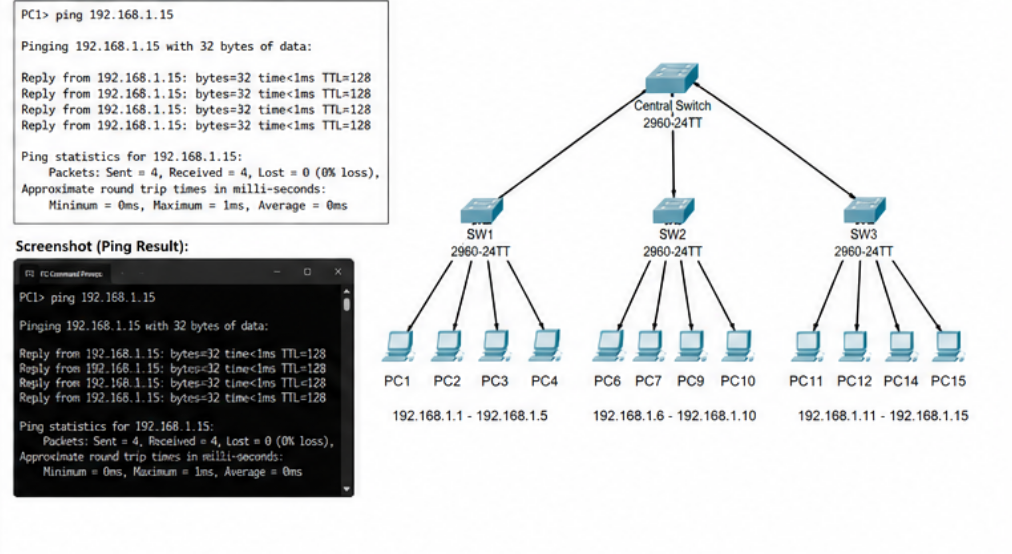 PC1> ping 192.168.1.15
Pinging 192.168.1.15 with 32 bytes of data:
Reply from 192.168.1.15: bytes=32 time<1ms TTL=128
Reply from 192.168.1.15: bytes=32 time<1ms TTL=128
Reply from 192.168.1.15: bytes=32 time<1ms TTL=128
Reply from 192.168.1.15: bytes=32 time<1ms TTL=128
Ping statistics for 192.168.1.15:
Packets: Sent = 4, Received = 4, Lost = 0 (0% loss),
Approximate round trip times in milli-seconds:
Minimum = 0ms, Maximum = 1ms, Average = 0ms
Screenshot (Ping Result):
PC1> ping 192.168.1.15
Pinging 192.168.1.15 with 32 bytes of data:
Reply from 192.168.1.15: bytes=32 time<1ms TTL=128
Reply from 192.168.1.15: bytes=32 time<1ms TTL=128
Reply from 192.168.1.15: bytes=32 time<1ms TTL=128
Reply from 192.168.1.15: bytes=32 time<1ms TTL=128
Ping statistics for 192.168.1.15:
Packets: Sent = 4, Received = 4, Lost = 0 (0% loss),
Approximate round trip times in
Minimum = 0ms, Maximum = 1ms, Average = 0ms
Central Switch
2960-24TT
SW1
2960-24TT
SW2
2960-24TT
SW3
2960-24TT
PC1 PC2 PC3 PC4
PC6 PC7 PC9 PC10
PC11 PC12 PC14 PC15
192.168.1.1 - 192.168.1.5
192.168.1.6 - 192.168.1.10
192.168.1.11 - 192.168.1.15